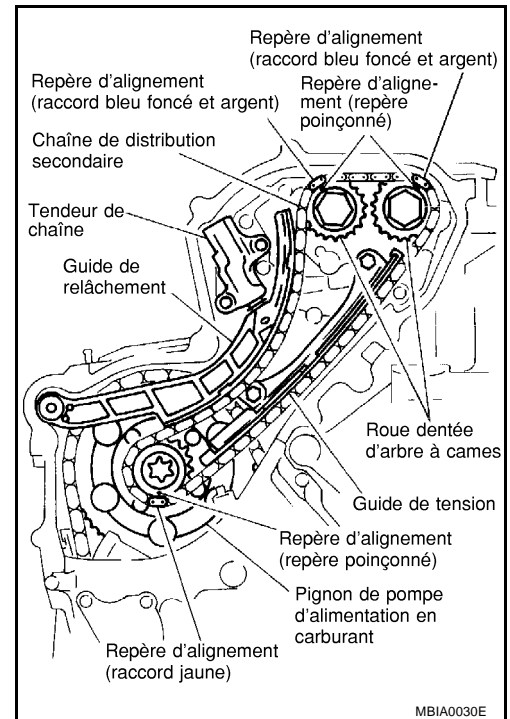 Repère d'alignement
(raccord bleu foncé et argent)
Repère d'alignement
(raccord bleu foncé et argent)
Repère d'aligne-
ment (repère
poinçonné)
Chaîne de distribution
secondaire
Tendeur de
chaîne
Guide de
relâchement
Roue dentée
d'arbre à cames
Guide de tension
Repère d'alignement
(repère poinçonné)
Pignon de pompe
d'alimentation en
carburant
Repère d'alignement
(raccord jaune)
MBIA0030E